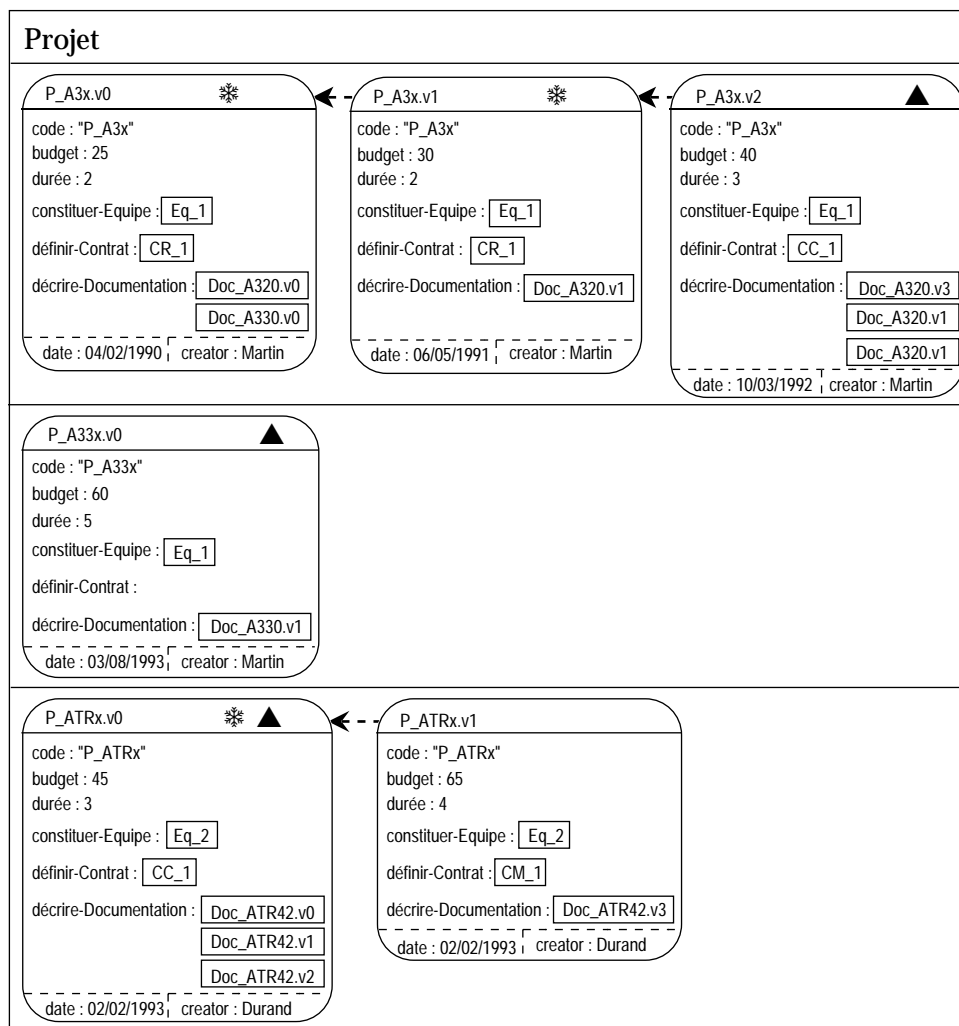 Projet
P_A3x.v0
code : "P_A3x"
budget : 25
durée : 2
constituer-Equipe : Eq_1
définir-Contrat : CR_1
décrire-Documentation : Doc_A320.v0
Doc_A330.v0
date : 04/02/1990 creator : Martin
P_A3x.v1
code : "P_A3x"
budget : 30
durée : 2
constituer-Equipe : Eq_1
définir-Contrat : CR_1
décrire-Documentation : Doc_A320.v1
date : 06/05/1991 creator : Martin
P_A3x.v2
code : "P_A3x"
budget : 40
durée : 3
constituer-Equipe : Eq_1
définir-Contrat : CC_1
décrire-Documentation : Doc_A320.v3
Doc_A320.v1
Doc_A320.v1
date : 10/03/1992 creator : Martin
P_A33x.v0
code : "P_A33x"
budget : 60
durée : 5
constituer-Equipe : Eq_1
définir-Contrat :
décrire-Documentation : Doc_A330.v1
date : 03/08/1993 creator : Martin
P_ATRx.v0
code : "P_ATRx"
budget : 45
durée : 3
constituer-Equipe : Eq_2
définir-Contrat : CC_1
décrire-Documentation : Doc_ATR42.v0
Doc_ATR42.v1
Doc_ATR42.v2
date : 02/02/1993 creator : Durand
P_ATRx.v1
code : "P_ATRx"
budget : 65
durée : 4
constituer-Equipe : Eq_2
définir-Contrat : CM_1
décrire-Documentation : Doc_ATR42.v3
date : 02/02/1993 creator : Durand